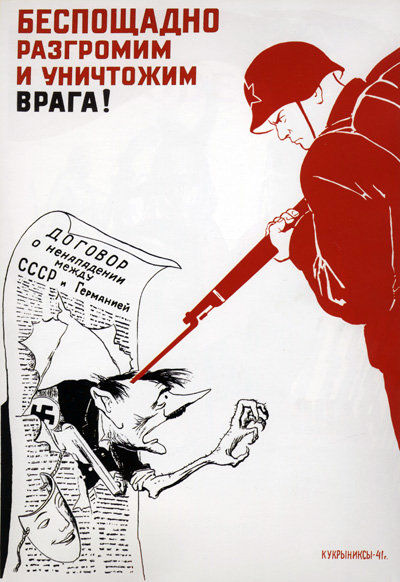 БЕСПОЩАДНО
РАЗГРОМИМ
И УНИЧТОЖИМ
ВРАГА!
ДОГОВОР
о ненападении
между
СССР и Германией
КУКРЫНИКСЫ-41г.